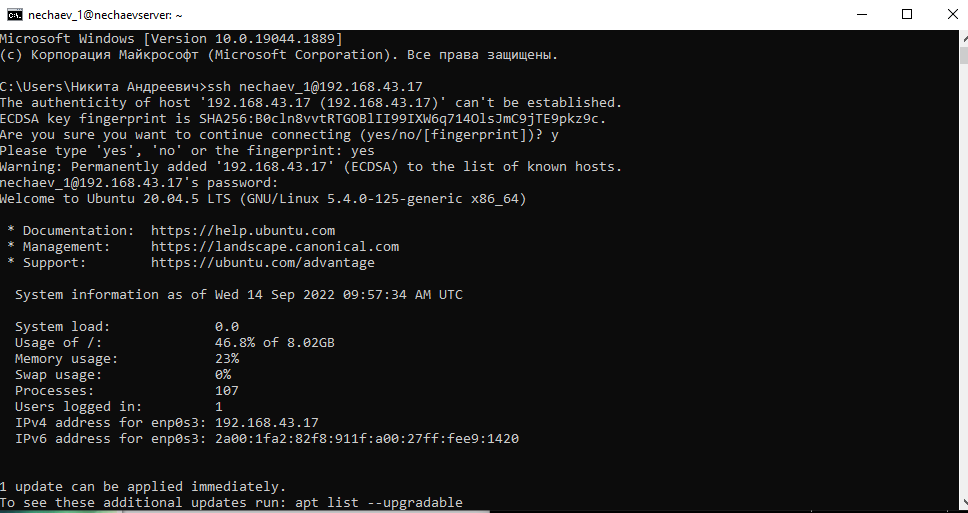 nechaev_1@nechaevserver: ~
Microsoft Windows [Version 10.0.19044.1889]
(c) Корпорация Майкрософт (Microsoft Corporation). Все права защищены.
C:\Users\Никита Андреевич>ssh nechaev_1@192.168.43.17
The authenticity of host '192.168.43.17 (192.168.43.17)' can't be established.
ECDSA key fingerprint is SHA256:B0cln8vvtRTGOBlII99IXW6q714OlsJmC9jTE9pkz9c.
Are you sure you want to continue connecting (yes/no/[fingerprint])? y
Please type 'yes', 'no' or the fingerprint: yes
Warning: Permanently added '192.168.43.17' (ECDSA) to the list of known hosts.
nechaev_1@192.168.43.17's password:
Welcome to Ubuntu 20.04.5 LTS (GNU/Linux 5.4.0-125-generic x86_64)
* Documentation:  https://help.ubuntu.com
* Management:     https://landscape.canonical.com
* Support:        https://ubuntu.com/advantage
System information as of Wed 14 Sep 2022 09:57:34 AM UTC
System load:             0.0
Usage of /:              46.8% of 8.02GB
Memory usage:            23%
Swap usage:              0%
Processes:               107
Users logged in:         1
IPv4 address for enp0s3: 192.168.43.17
IPv6 address for enp0s3: 2a00:1fa2:82f8:911f:a00:27ff:fee9:1420
1 update can be applied immediately.
To see these additional updates run: apt list --upgradable